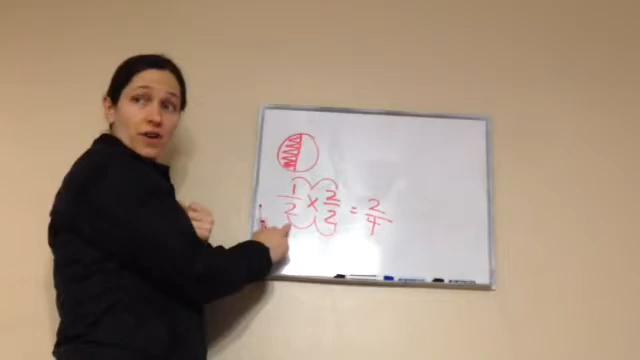 1/2 × 2/2 = 2/4